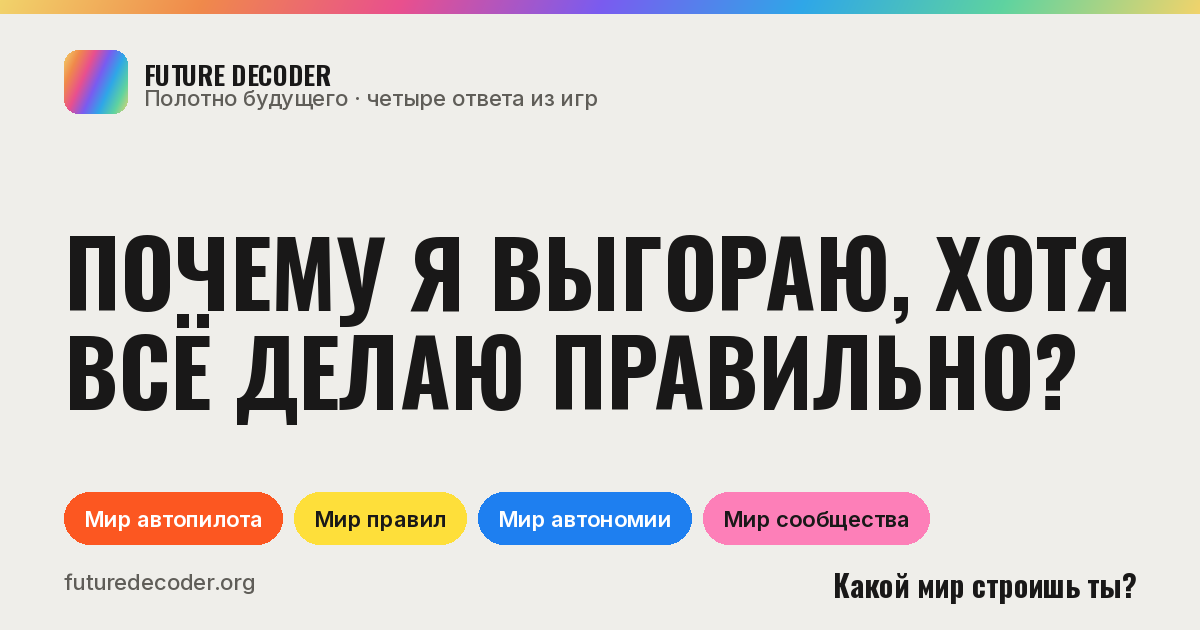 FUTURE DECODER
Полотно будущего · четыре ответа из игр
ПОЧЕМУ Я ВЫГОРАЮ, ХОТЯ
ВСЁ ДЕЛАЮ ПРАВИЛЬНО?
Мир автопилота
Мир правил
Мир автономии
Мир сообщества
futuredecoder.org
Какой мир строишь ты?